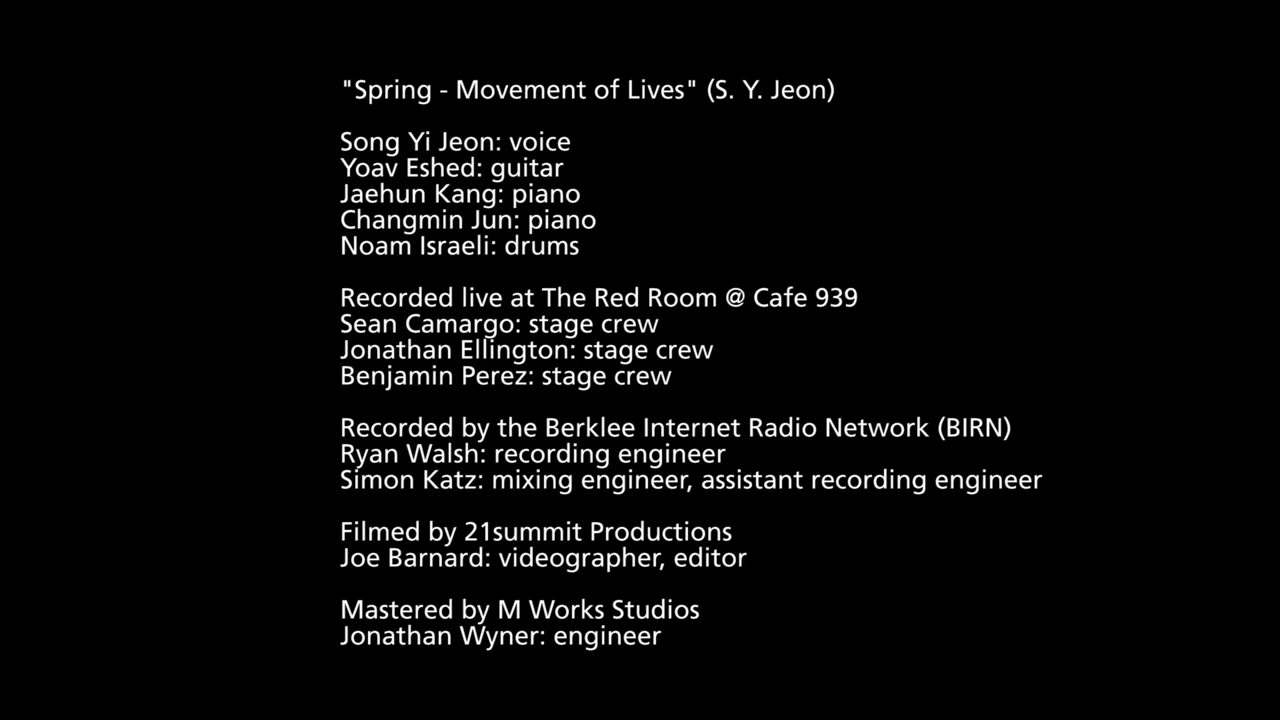 "Spring - Movement of Lives" (S. Y. Jeon)
Song Yi Jeon: voice
Yoav Eshed: guitar
Jaehun Kang: piano
Changmin Jun: piano
Noam Israeli: drums
Recorded live at The Red Room @ Cafe 939
Sean Camargo: stage crew
Jonathan Ellington: stage crew
Benjamin Perez: stage crew
Recorded by the Berklee Internet Radio Network (BIRN)
Ryan Walsh: recording engineer
Simon Katz: mixing engineer, assistant recording engineer
Filmed by 21summit Productions
Joe Barnard: videographer, editor
Mastered by M Works Studios
Jonathan Wyner: engineer